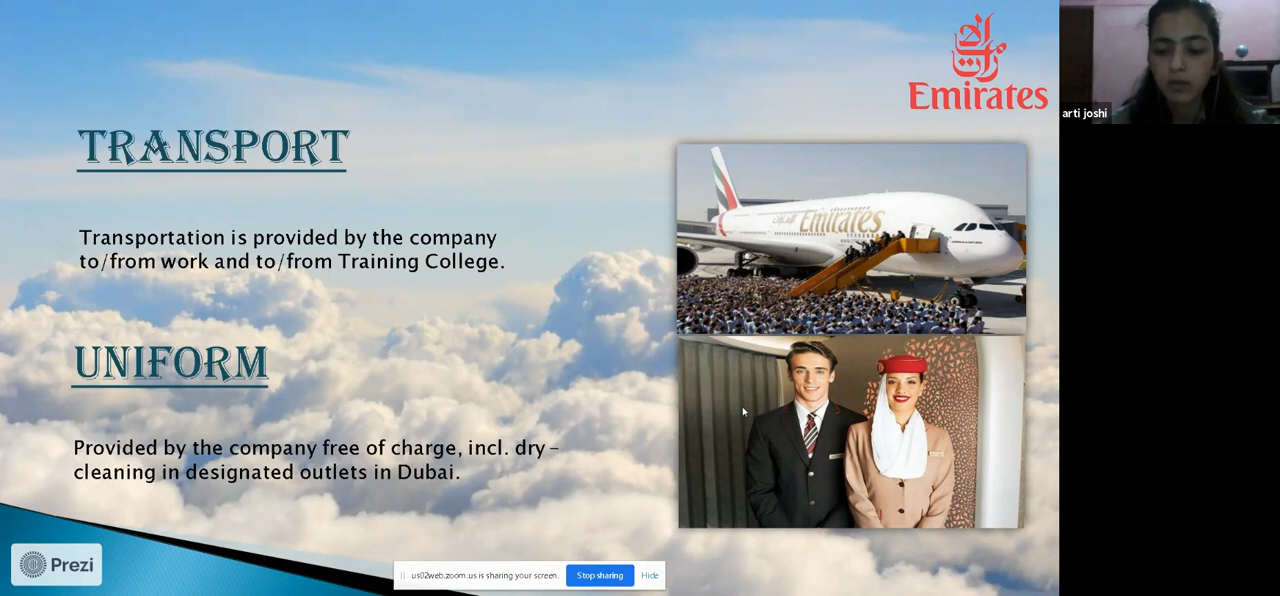 Emirates
arti joshi
TRANSPORT
Transportation is provided by the company
to/from work and to/from Training College.
Emirates
UNIFORM
Provided by the company free of charge, incl. dry –
cleaning in designated outlets in Dubai.
Prezi
us02web.zoom.us is sharing your screen.
Stop sharing
Hide